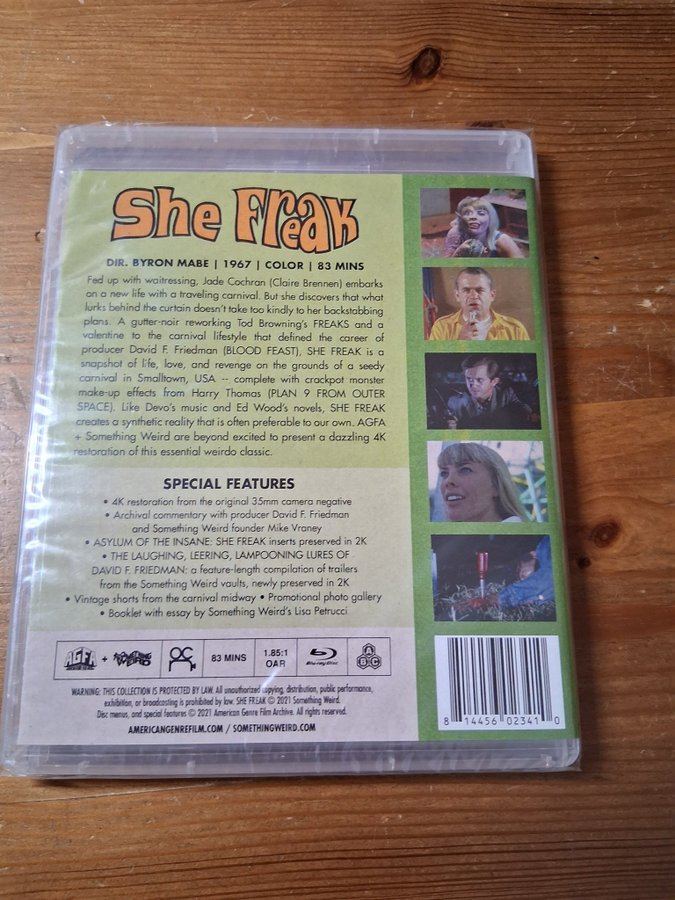 She Freak
DIR. BYRON MABE | 1967 | COLOR | 83 MINS
Fed up with waitressing, Jade Cochran (Claire Brennen) embarks
on a new life with a traveling carnival. But she discovers that what
lurks behind the curtain doesn't take too kindly to her backstabbing
plans. A gutter-noir reworking Tod Browning's FREAKS and a
valentine to the carnival lifestyle that defined the career of
producer David F. Friedman (BLOOD FEAST), SHE FREAK is a
snapshot of life, love, and revenge on the grounds of a seedy
carnival in Smalltown, USA -- complete with crackpot monster
make-up effects from Harry Thomas (PLAN 9 FROM OUTER
SPACE). Like Devo's music and Ed Wood's novels, SHE FREAK
creates a synthetic reality that is often preferable to our own. AGFA
+ Something Weird are beyond excited to present a dazzling 4K
restoration of this essential weirdo classic.
SPECIAL FEATURES
• 4K restoration from the original 35mm camera negative
• Archival commentary with producer David F. Friedman
and Something Weird founder Mike Vraney
• ASYLUM OF THE INSANE: SHE FREAK inserts preserved in 2K
• THE LAUGHING, LEERING, LAMPOONING LURES OF
DAVID F. FRIEDMAN: a feature-length compilation of trailers
from the Something Weird vaults, newly preserved in 2K
• Vintage shorts from the carnival midway • Promotional photo gallery
• Booklet with essay by Something Weird's Lisa Petrucci
AGFA + SOMETHING WEIRD OC 83 MINS 1.85:1 OAR Blu-ray Disc A B C
WARNING: THIS COLLECTION IS PROTECTED BY LAW. All unauthorized copying, distribution, public performance,
exhibition, or broadcasting is prohibited by law. SHE FREAK © 2021 Something Weird.
Disc menus, and special features © 2021 American Genre Film Archive. All rights reserved.
AMERICANGENREFILM.COM / SOMETHINGWEIRD.COM
8 14456 02341 0